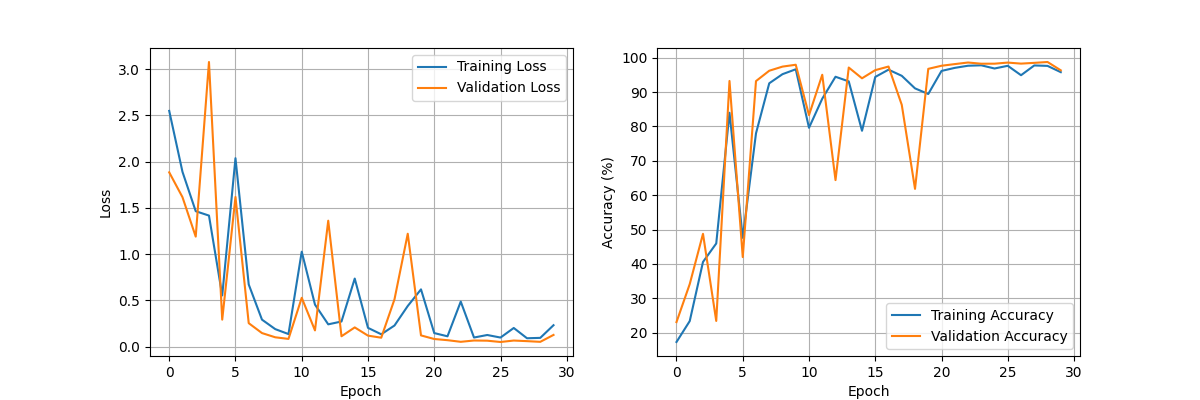 Training Loss
Validation Loss
3.0
2.5
2.0
1.5
1.0
0.5
0.0
Loss
0 5 10 15 20 25 30
Epoch
100
90
80
70
60
50
40
30
20
Accuracy (%)
Training Accuracy
Validation Accuracy
0 5 10 15 20 25 30
Epoch